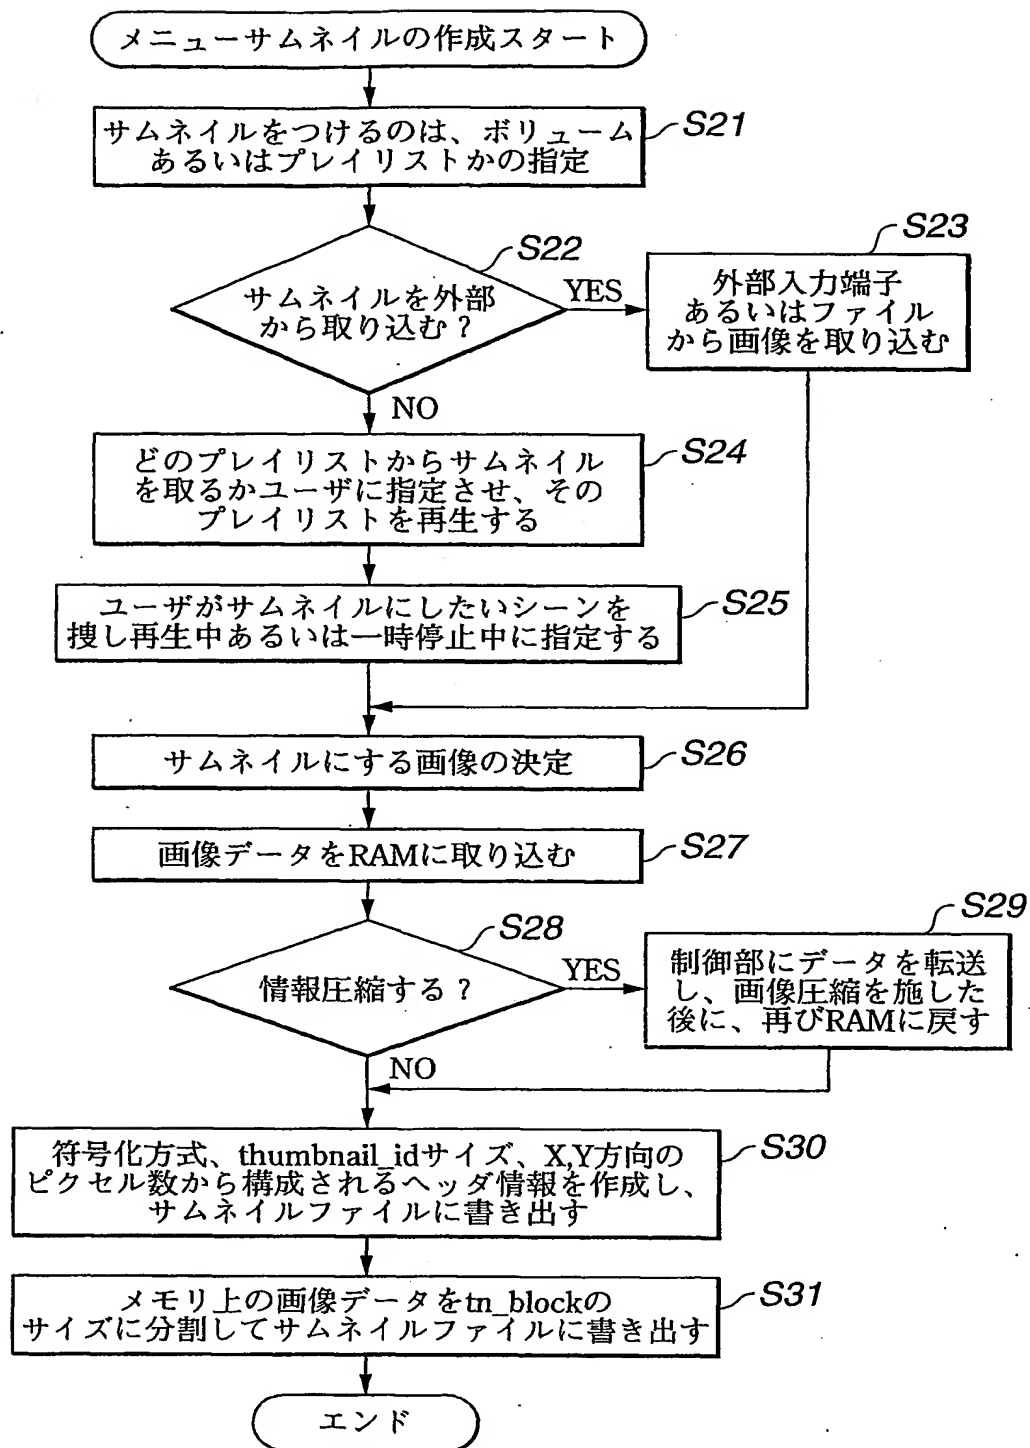 メニューサムネイルの作成スタート
サムネイルをつけるのは、ボリューム
あるいはプレイリストかの指定
S21
サムネイルを外部
から取り込む?
S22
YES
外部入力端子
あるいはファイル
から画像を取り込む
S23
NO
どのプレイリストからサムネイル
を取るかユーザに指定させ、その
プレイリストを再生する
S24
ユーザがサムネイルにしたいシーンを
捜し再生中あるいは一時停止中に指定する
S25
サムネイルにする画像の決定
S26
画像データをRAMに取り込む
S27
情報圧縮する?
S28
YES
制御部にデータを転送
し、画像圧縮を施した
後に、再びRAMに戻す
S29
NO
符号化方式、thumbnail_idサイズ、X,Y方向の
ピクセル数から構成されるヘッダ情報を作成し、
サムネイルファイルに書き出す
S30
メモリ上の画像データをtn_blockの
サイズに分割してサムネイルファイルに書き出す
S31
エンド